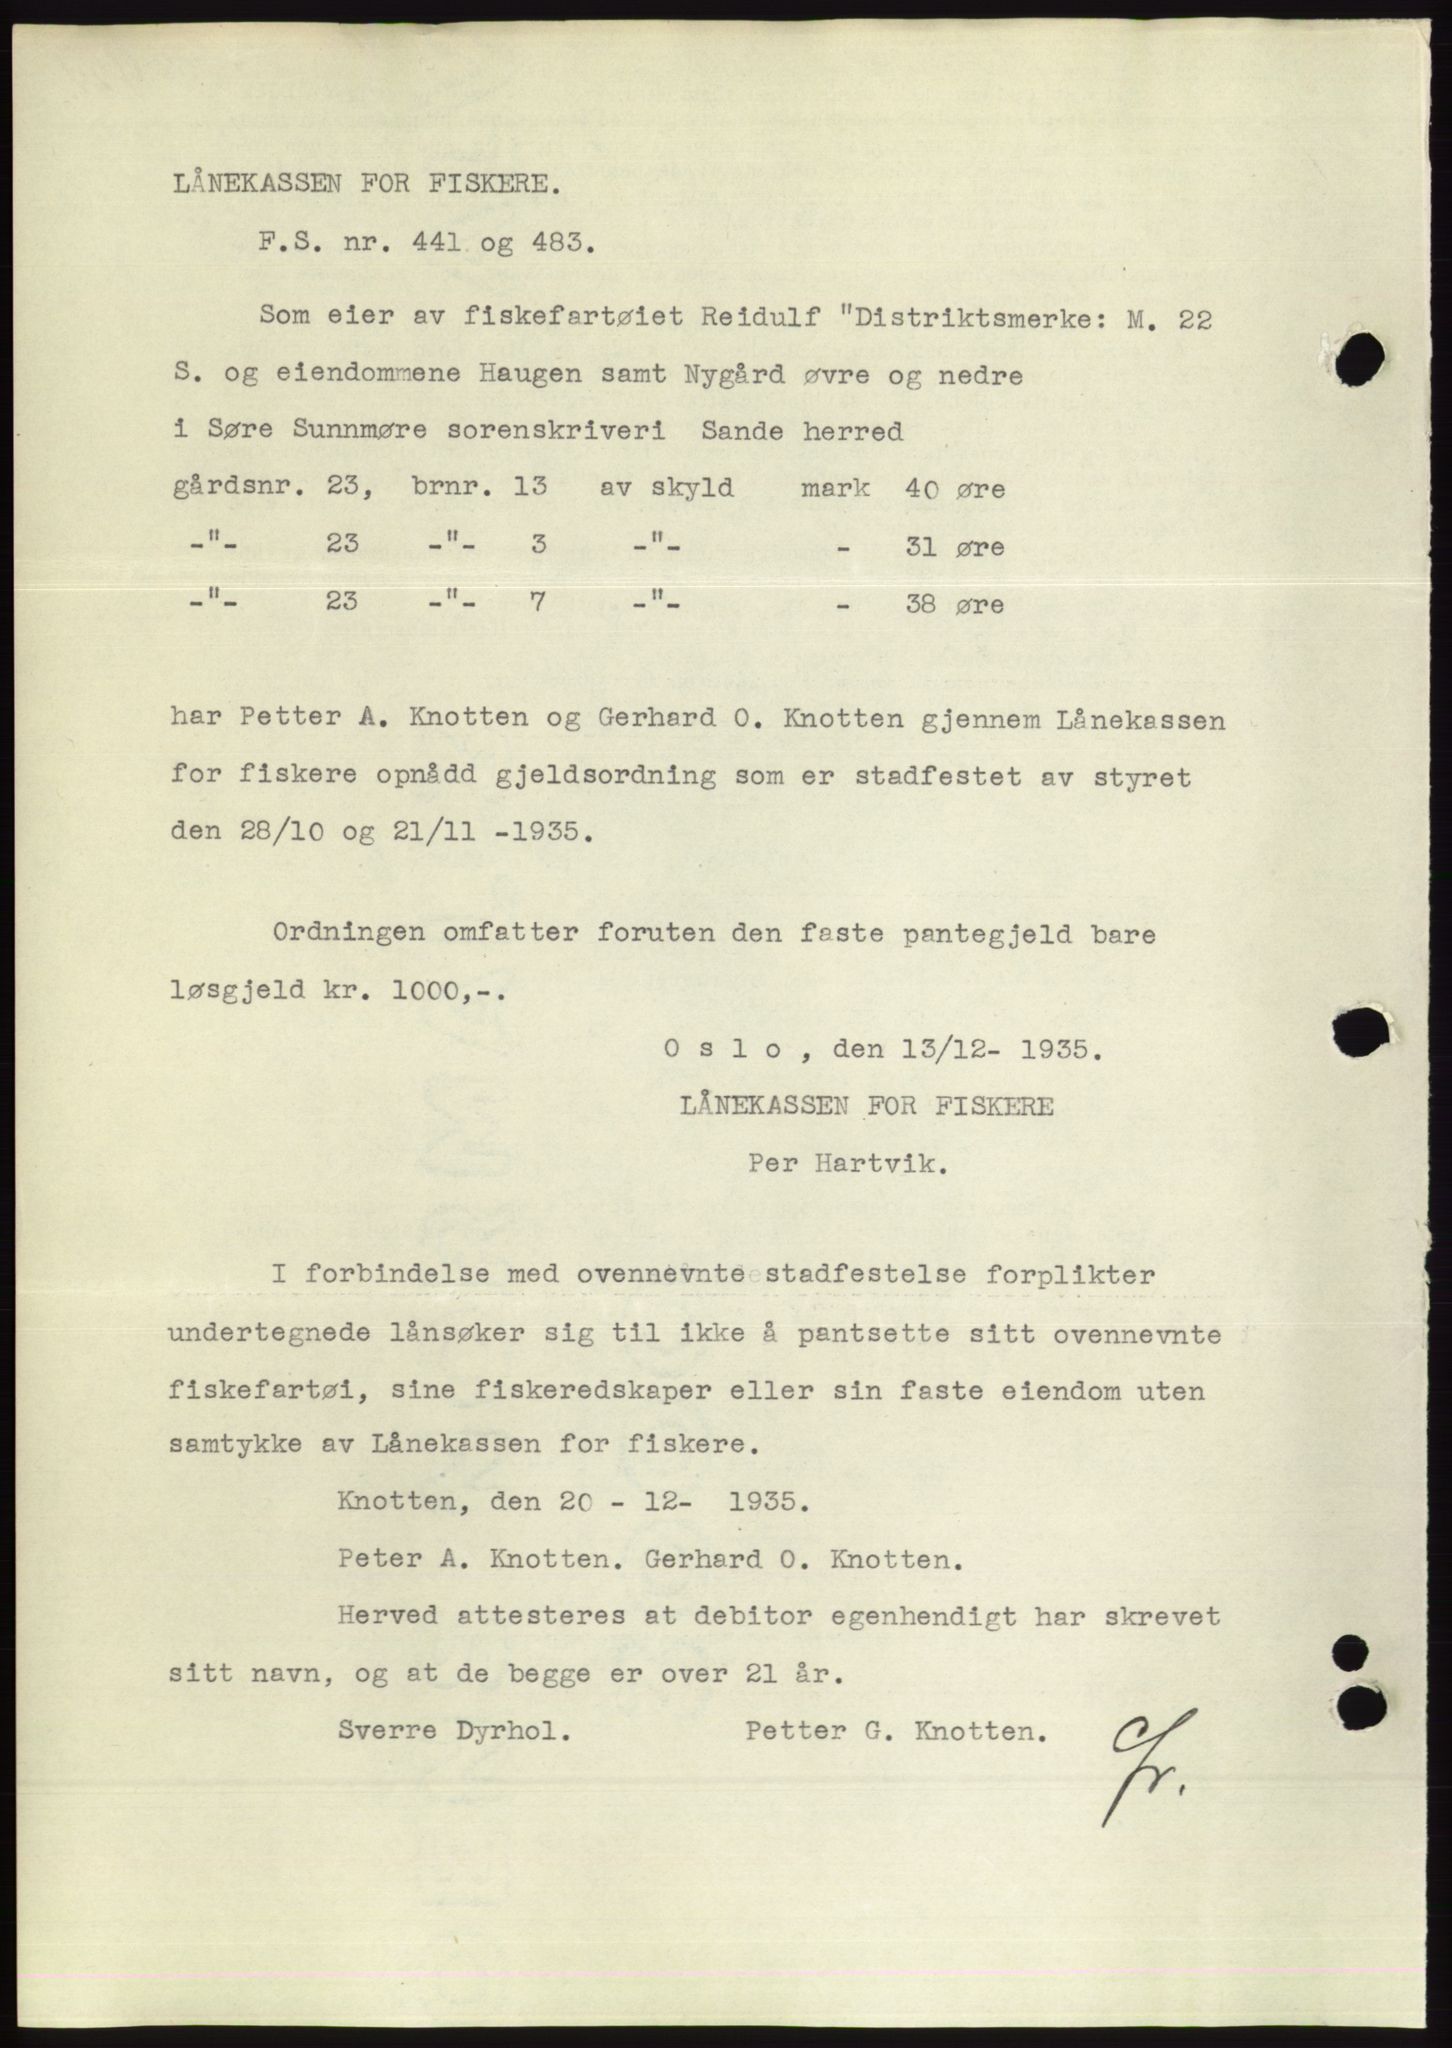 LÅNEKASSEN FOR FISKERE.
F.S. nr. 441 og 483.
Som eier av fiskefartøiet Reidulf "Distriktsmerke: M. 22
S. og eiendommene Haugen samt Nygård øvre og nedre
i Søre Sunnmøre sorenskriveri Sande herred
gårdsnr. 23, brnr. 13 av skyld mark 40 øre
-"- 23 -"- 3 -"- - 31 øre
-"- 23 -"- 7 -"- - 38 øre
har Petter A. Knotten og Gerhard O. Knotten gjennem Lånekassen
for fiskere opnådd gjeldsordning som er stadfestet av styret
den 28/10 og 21/11 -1935.
Ordningen omfatter foruten den faste pantegjeld bare
løsgjeld kr. 1000,-.
O s l o , den 13/12- 1935.
LÅNEKASSEN FOR FISKERE
Per Hartvik.
I forbindelse med ovennevnte stadfestelse forplikter
undertegnede lånsøker sig til ikke å pantsette sitt ovennevnte
fiskefartøi, sine fiskeredskaper eller sin faste eiendom uten
samtykke av Lånekassen for fiskere.
Knotten, den 20 - 12- 1935.
Peter A. Knotten. Gerhard O. Knotten.
Herved attesteres at debitor egenhendigt har skrevet
sitt navn, og at de begge er over 21 år.
Sverre Dyrhol. Petter G. Knotten.